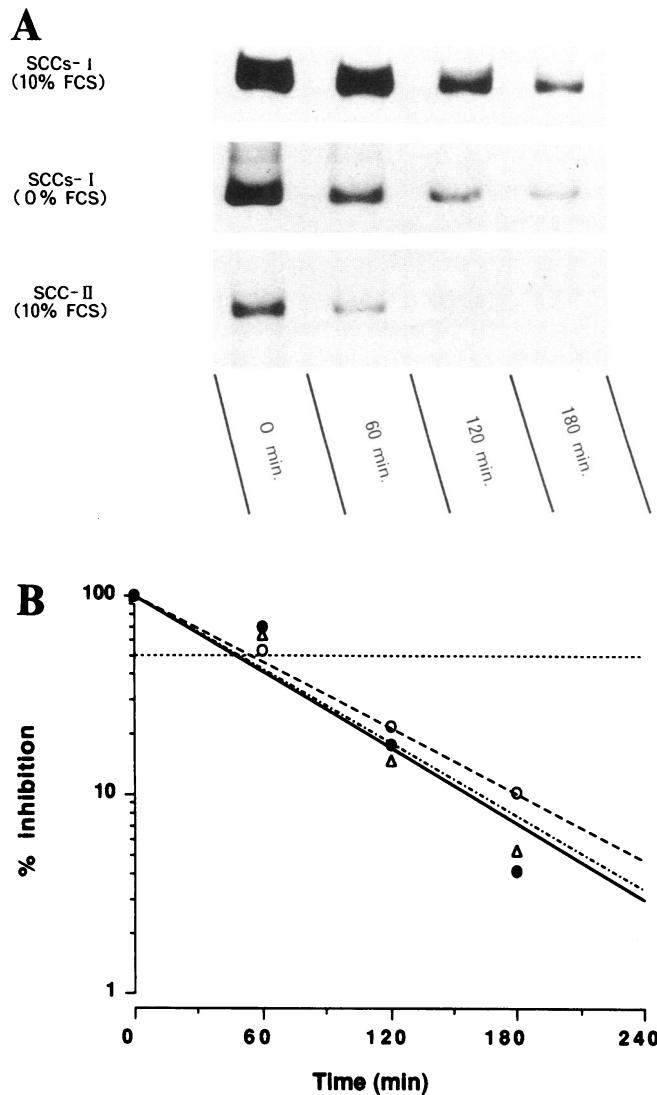 A
SCCs-I
(10% FCS)
SCCs-I
(0% FCS)
SCC-II
(10% FCS)
0 min.
60 min.
120 min.
180 min.
B
100
10
1
% inhibition
0
60
120
180
240
Time (min)